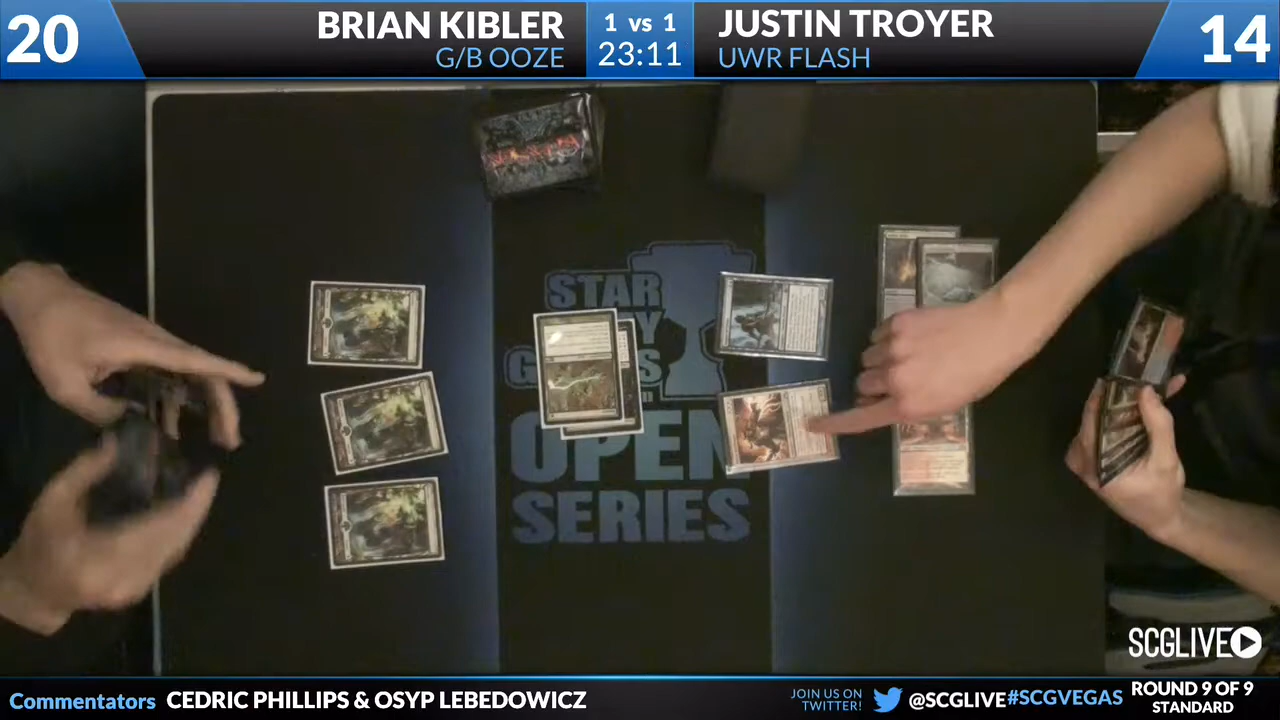 20
BRIAN KIBLER
G/B OOZE
1 vs 1
23:11
JUSTIN TROYER
UWR FLASH
14
STAR
OPEN
SERIES
SCGLIVE
Commentators CEDRIC PHILLIPS & OSYP LEBEDOWICZ
JOIN US ON
TWITTER!
@SCGLIVE #SCGVEGAS
ROUND 9 OF 9
STANDARD